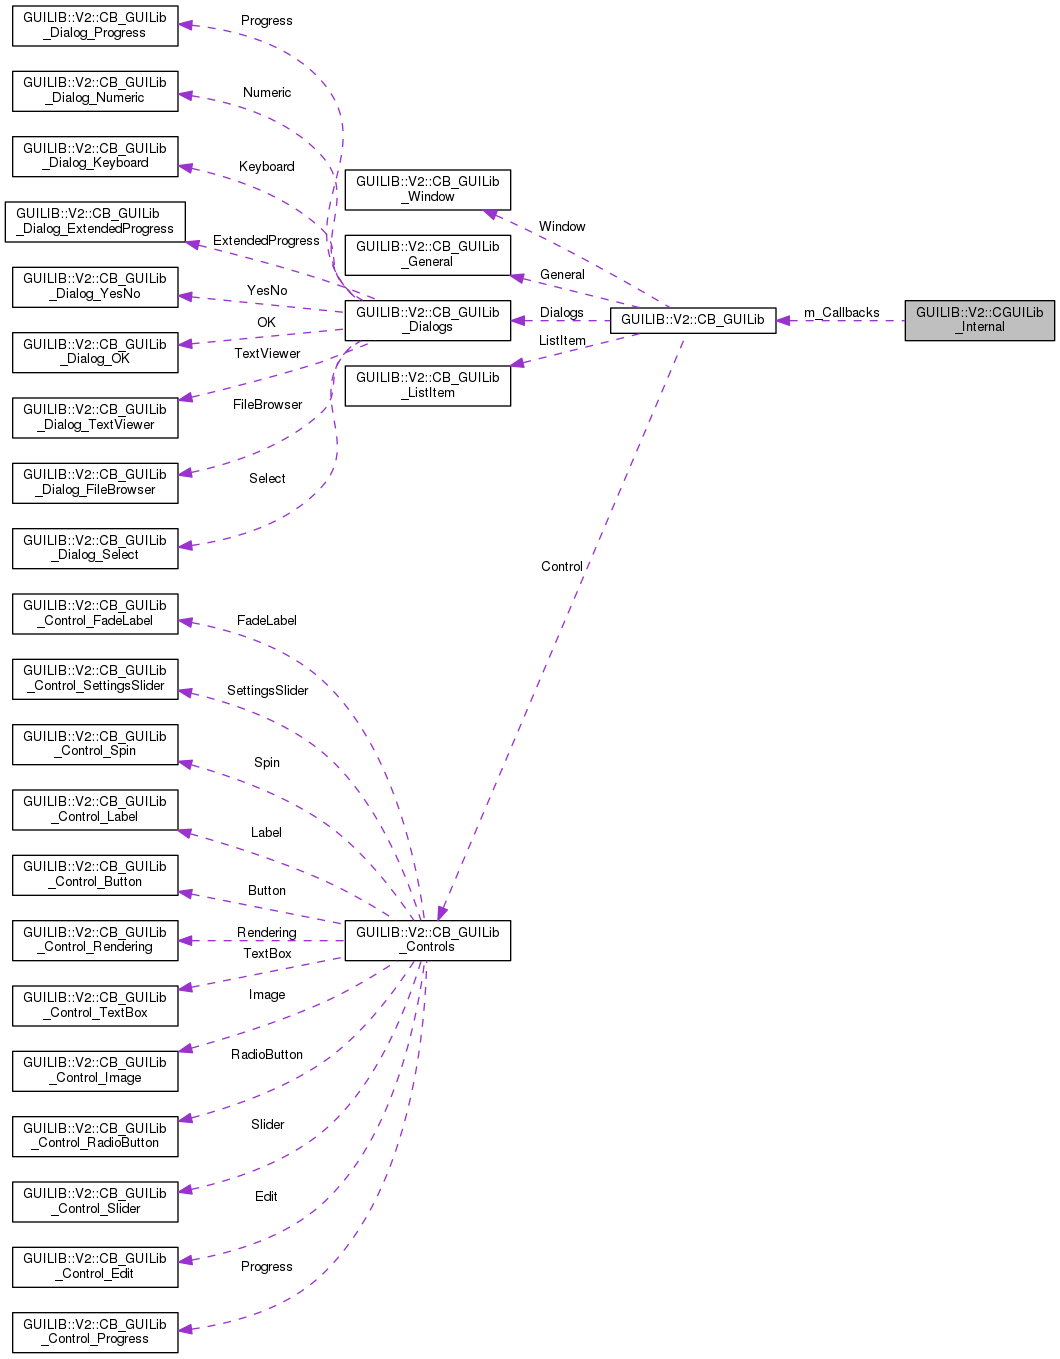 GUILIB::V2::CB_GUILib
_Dialog_Progress
GUILIB::V2::CB_GUILib
_Dialog_Numeric
GUILIB::V2::CB_GUILib
_Dialog_Keyboard
GUILIB::V2::CB_GUILib
_Dialog_ExtendedProgress
GUILIB::V2::CB_GUILib
_Dialog_YesNo
GUILIB::V2::CB_GUILib
_Dialog_OK
GUILIB::V2::CB_GUILib
_Dialog_TextViewer
GUILIB::V2::CB_GUILib
_Dialog_FileBrowser
GUILIB::V2::CB_GUILib
_Dialog_Select
GUILIB::V2::CB_GUILib
_Control_FadeLabel
GUILIB::V2::CB_GUILib
_Control_SettingsSlider
GUILIB::V2::CB_GUILib
_Control_Spin
GUILIB::V2::CB_GUILib
_Control_Label
GUILIB::V2::CB_GUILib
_Control_Button
GUILIB::V2::CB_GUILib
_Control_Rendering
GUILIB::V2::CB_GUILib
_Control_TextBox
GUILIB::V2::CB_GUILib
_Control_Image
GUILIB::V2::CB_GUILib
_Control_RadioButton
GUILIB::V2::CB_GUILib
_Control_Slider
GUILIB::V2::CB_GUILib
_Control_Edit
GUILIB::V2::CB_GUILib
_Control_Progress
Progress
Numeric
Keyboard
ExtendedProgress
YesNo
OK
TextViewer
FileBrowser
Select
FadeLabel
SettingsSlider
Spin
Label
Button
Rendering
TextBox
Image
RadioButton
Slider
Edit
Progress
GUILIB::V2::CB_GUILib
_Window
GUILIB::V2::CB_GUILib
_General
GUILIB::V2::CB_GUILib
_Dialogs
GUILIB::V2::CB_GUILib
_ListItem
GUILIB::V2::CB_GUILib
_Controls
Window
General
Dialogs
ListItem
Control
GUILIB::V2::CB_GUILib
m_Callbacks
GUILIB::V2::CGUILib
_Internal